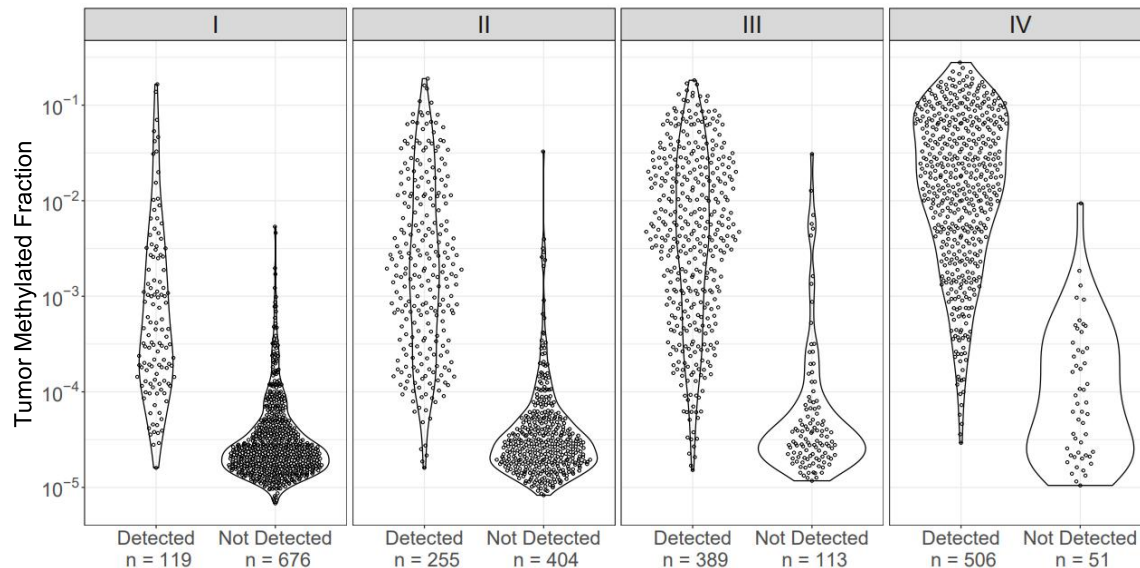 I II III IV
Tumor Methylated Fraction
10⁻¹
10⁻²
10⁻³
10⁻⁴
10⁻⁵
Detected Not Detected Detected Not Detected Detected Not Detected Detected Not Detected
n = 119 n = 676 n = 255 n = 404 n = 389 n = 113 n = 506 n = 51